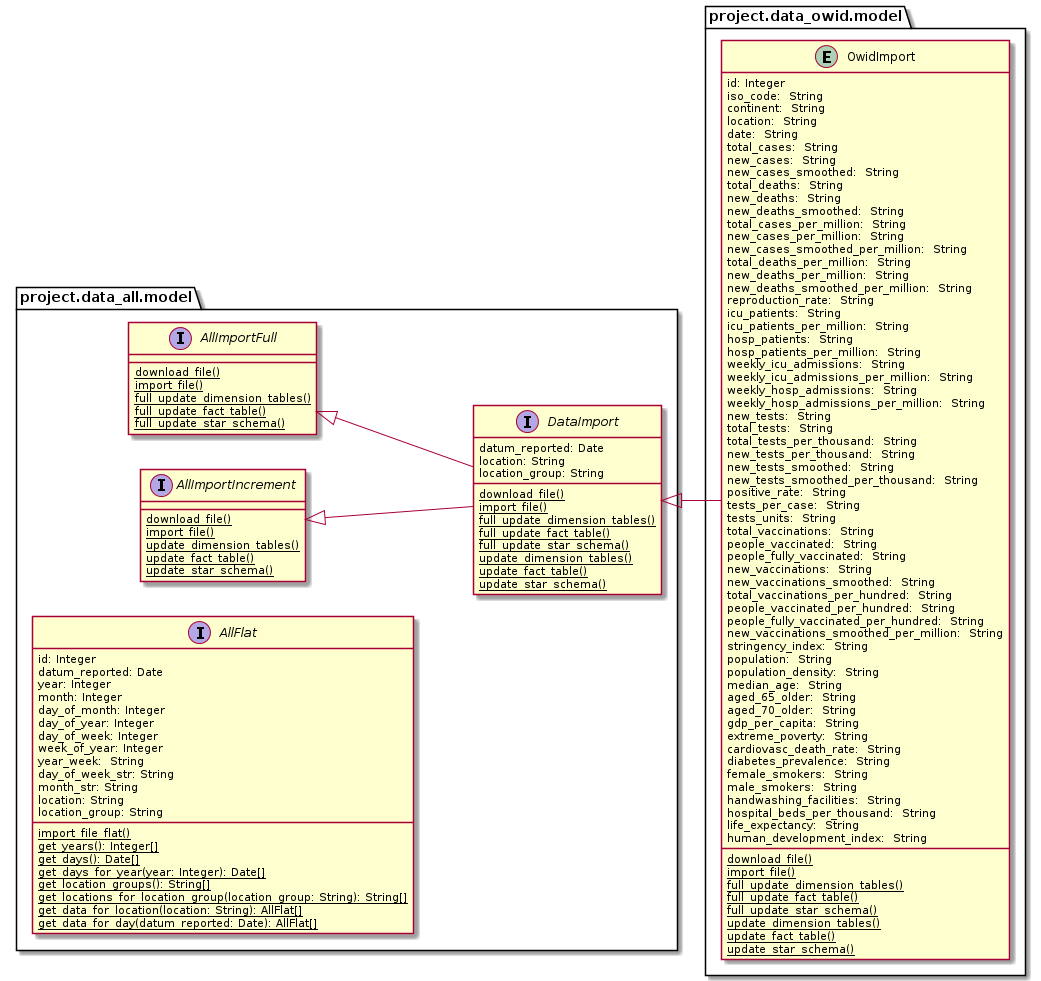 project.data_owid.model
E OwidImport
id: Integer
iso_code: String
continent: String
location: String
date: String
total_cases: String
new_cases: String
new_cases_smoothed: String
total_deaths: String
new_deaths: String
new_deaths_smoothed: String
total_cases_per_million: String
new_cases_per_million: String
new_cases_smoothed_per_million: String
total_deaths_per_million: String
new_deaths_per_million: String
new_deaths_smoothed_per_million: String
reproduction_rate: String
icu_patients: String
icu_patients_per_million: String
hosp_patients: String
hosp_patients_per_million: String
weekly_icu_admissions: String
weekly_icu_admissions_per_million: String
weekly_hosp_admissions: String
weekly_hosp_admissions_per_million: String
new_tests: String
total_tests: String
total_tests_per_thousand: String
new_tests_per_thousand: String
new_tests_smoothed: String
new_tests_smoothed_per_thousand: String
positive_rate: String
tests_per_case: String
tests_units: String
total_vaccinations: String
people_vaccinated: String
people_fully_vaccinated: String
new_vaccinations: String
new_vaccinations_smoothed: String
total_vaccinations_per_hundred: String
people_vaccinated_per_hundred: String
people_fully_vaccinated_per_hundred: String
new_vaccinations_smoothed_per_million: String
stringency_index: String
population: String
population_density: String
median_age: String
aged_65_older: String
aged_70_older: String
gdp_per_capita: String
extreme_poverty: String
cardiovasc_death_rate: String
diabetes_prevalence: String
female_smokers: String
male_smokers: String
handwashing_facilities: String
hospital_beds_per_thousand: String
life_expectancy: String
human_development_index: String
download_file()
import_file()
full_update_dimension_tables()
full_update_fact_table()
full_update_star_schema()
update_dimension_tables()
update_fact_table()
update_star_schema()
project.data_all.model
I AllImportFull
download_file()
import_file()
full_update_dimension_tables()
full_update_fact_table()
full_update_star_schema()
I DataImport
datum_reported: Date
location: String
location_group: String
download_file()
import_file()
full_update_dimension_tables()
full_update_fact_table()
full_update_star_schema()
update_dimension_tables()
update_fact_table()
update_star_schema()
I AllImportIncrement
download_file()
import_file()
update_dimension_tables()
update_fact_table()
update_star_schema()
I AllFlat
id: Integer
datum_reported: Date
year: Integer
month: Integer
day_of_month: Integer
day_of_year: Integer
day_of_week: Integer
week_of_year: Integer
year_week: String
day_of_week_str: String
month_str: String
location: String
location_group: String
import_file_flat()
get_years(): Integer[]
get_days(): Date[]
get_days_for_year(year: Integer): Date[]
get_location_groups(): String[]
get_locations_for_location_group(location_group: String): String[]
get_data_for_location(location: String): AllFlat[]
get_data_for_day(datum_reported: Date): AllFlat[]